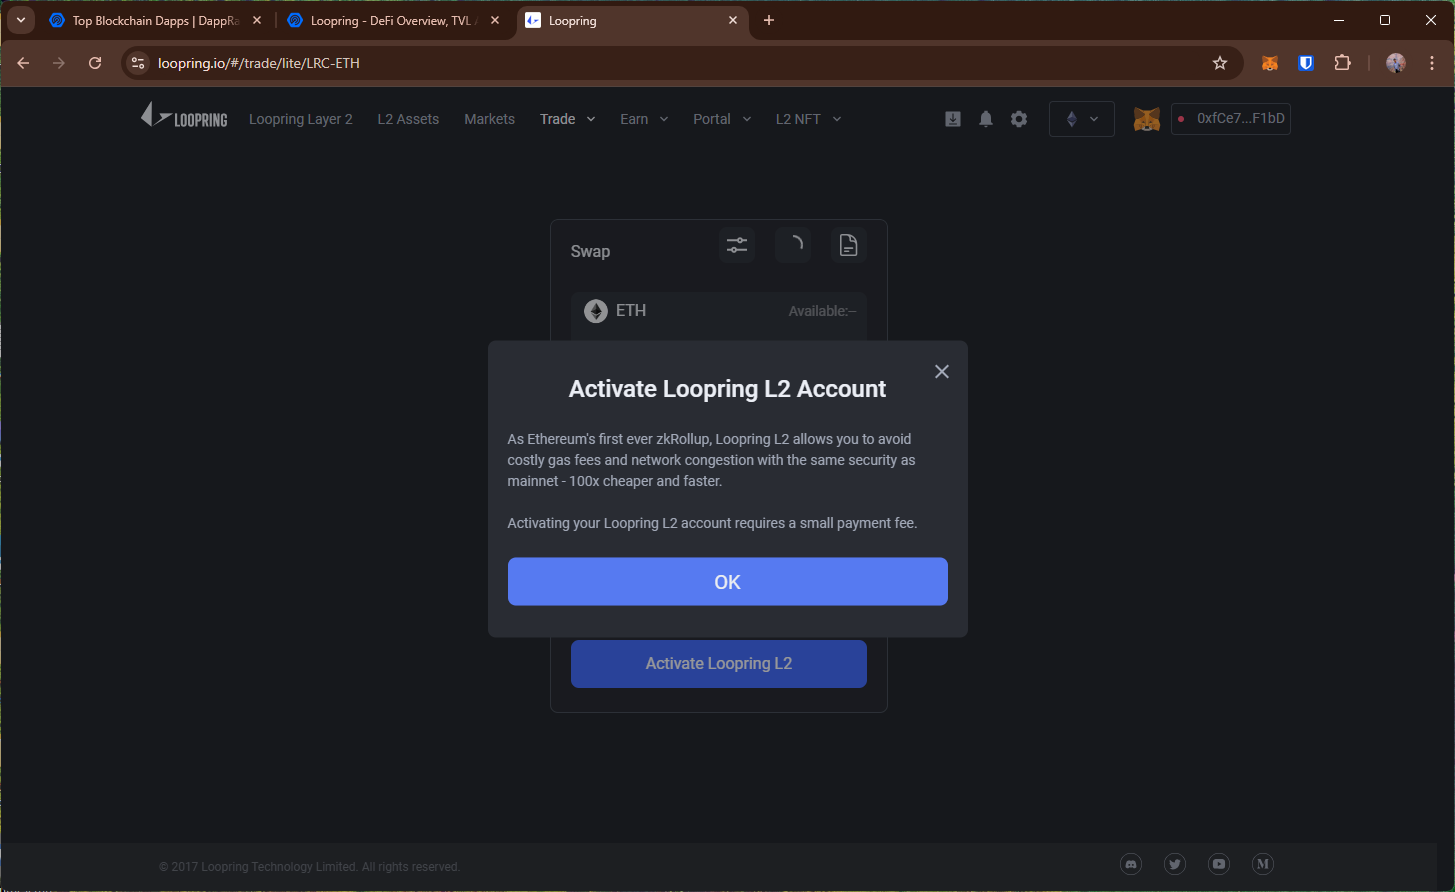 Top Blockchain Dapps | DappRa
Loopring - DeFi Overview, TVL
Loopring
loopring.io/#/trade/lite/LRC-ETH
LOOPRING
Loopring Layer 2
L2 Assets
Markets
Trade
Earn
Portal
L2 NFT
0xfCe7...F1bD
Swap
ETH
Available:--
Activate Loopring L2 Account
As Ethereum's first ever zkRollup, Loopring L2 allows you to avoid
costly gas fees and network congestion with the same security as
mainnet - 100x cheaper and faster.
Activating your Loopring L2 account requires a small payment fee.
OK
Activate Loopring L2
© 2017 Loopring Technology Limited. All rights reserved.
M